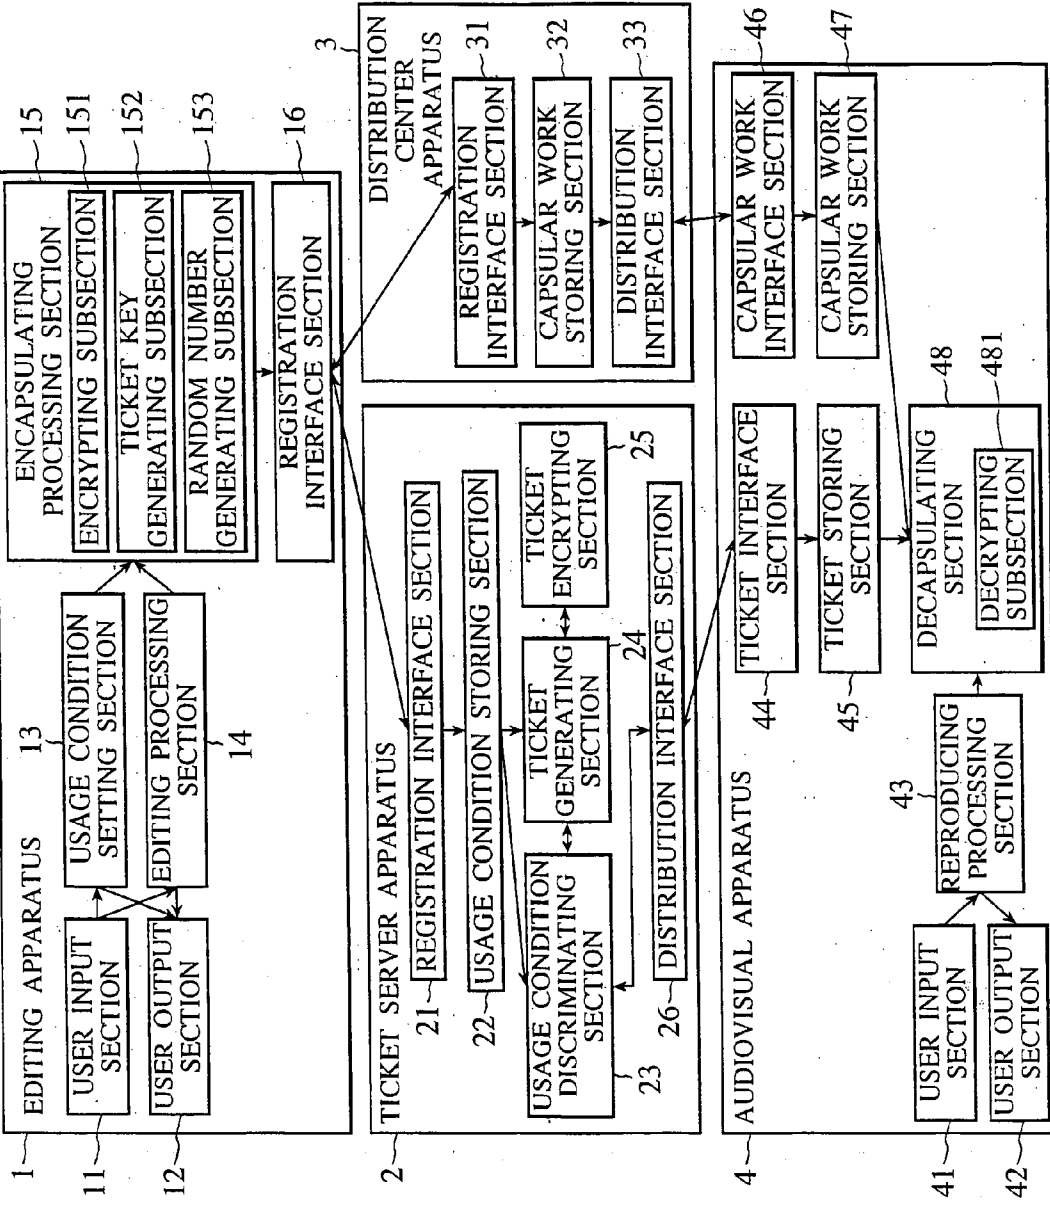 1
EDITING APPARATUS
11
USER INPUT
SECTION
12
USER OUTPUT
SECTION
13
USAGE CONDITION
SETTING SECTION
EDITING PROCESSING
SECTION
14
15
ENCAPSULATING
PROCESSING SECTION
151
ENCRYPTING SUBSECTION
152
TICKET KEY
GENERATING SUBSECTION
153
RANDOM NUMBER
GENERATING SUBSECTION
16
REGISTRATION
INTERFACE SECTION
2
TICKET SERVER APPARATUS
21
REGISTRATION INTERFACE SECTION
22
USAGE CONDITION STORING SECTION
USAGE CONDITION
DISCRIMINATING
SECTION
23
TICKET
GENERATING
SECTION
24
TICKET
ENCRYPTING
SECTION
25
26
DISTRIBUTION INTERFACE SECTION
3
DISTRIBUTION
CENTER
APPARATUS
31
REGISTRATION
INTERFACE SECTION
32
CAPSULAR WORK
STORING SECTION
33
DISTRIBUTION
INTERFACE SECTION
4
AUDIOVISUAL APPARATUS
41
USER INPUT
SECTION
42
USER OUTPUT
SECTION
43
REPRODUCING
PROCESSING
SECTION
44
TICKET INTERFACE
SECTION
45
TICKET STORING
SECTION
46
CAPSULAR WORK
INTERFACE SECTION
47
CAPSULAR WORK
STORING SECTION
48
DECAPSULATING
SECTION
481
DECRYPTING
SUBSECTION